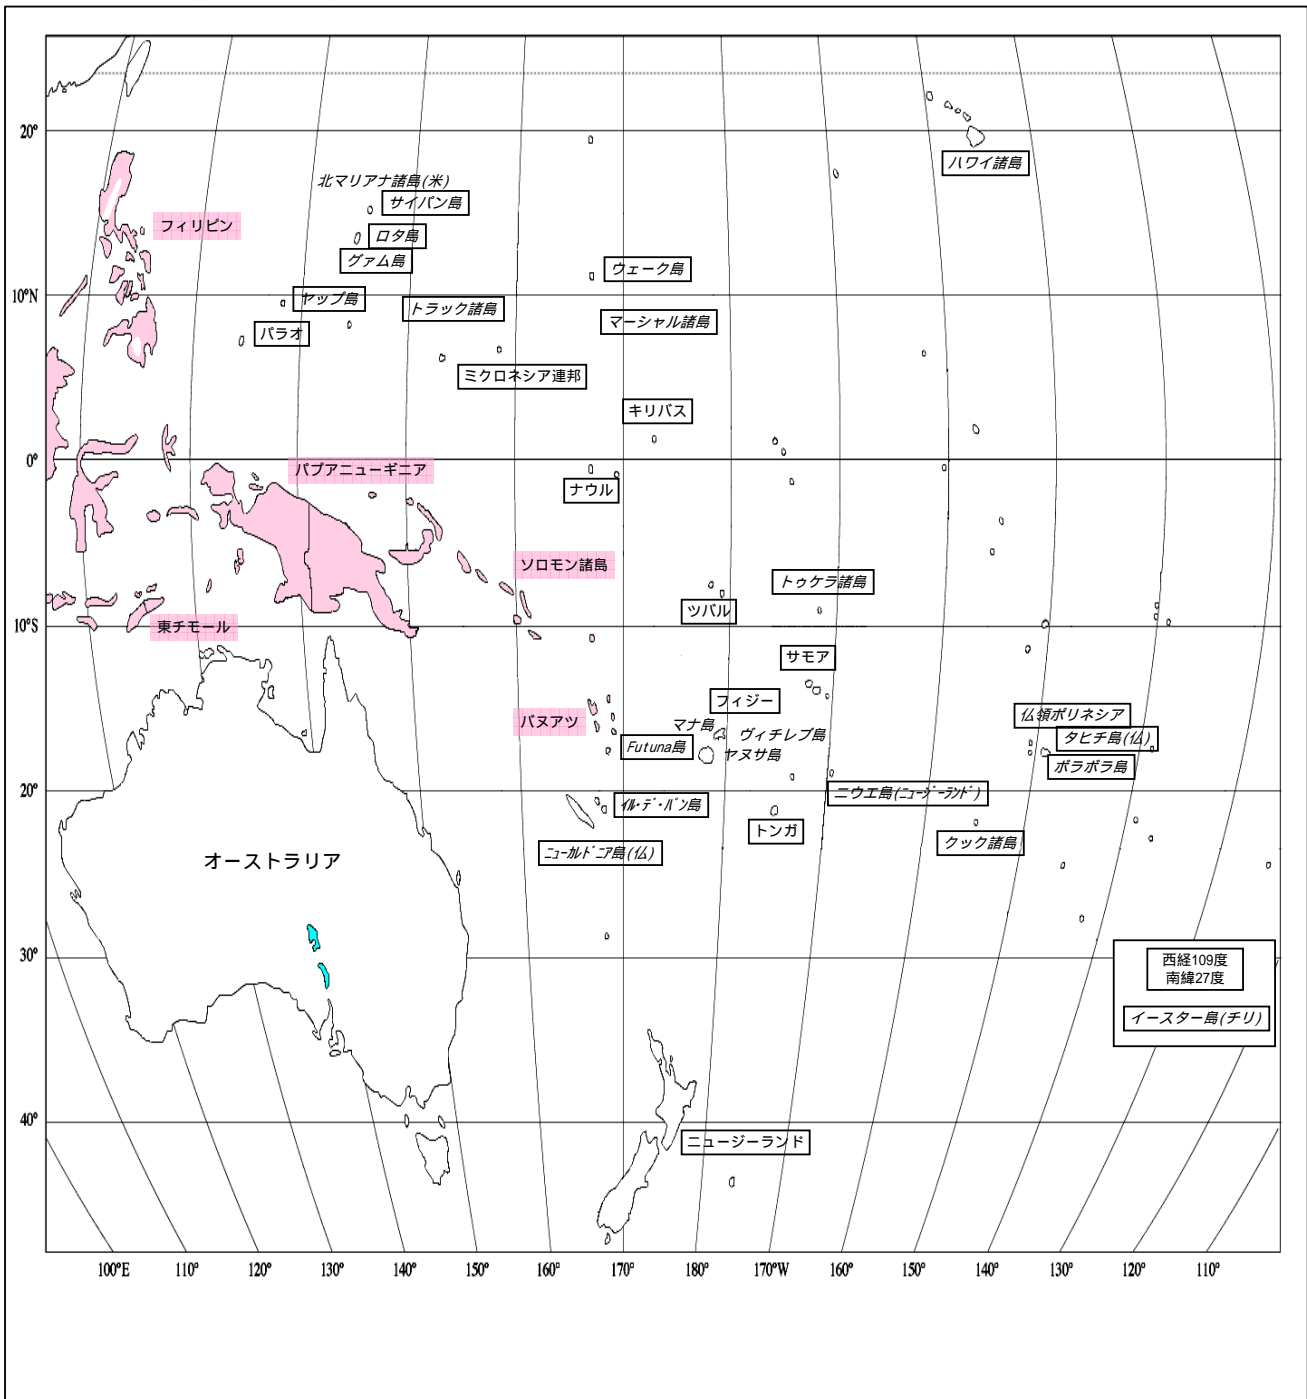 20°
ハワイ諸島
北マリアナ諸島(米)
サイパン島
フィリピン
ロタ島
グァム島
ウェーク島
10°N
ヤップ島
トラック諸島
マーシャル諸島
パラオ
ミクロネシア連邦
キリバス
0°
パプアニューギニア
ナウル
ソロモン諸島
トゥケラ諸島
ツバル
10°S
東チモール
サモア
フィジー
仏領ポリネシア
バヌアツ
マナ島
ヴィチレブ島
タヒチ島(仏)
Futuna島
ヤヌサ島
ボラボラ島
20°
イル・デ・パン島
ニウエ島(ニュージーランド)
トンガ
クック諸島
ニューカルドニア島(仏)
オーストラリア
30°
西経109度
南緯27度
イースター島(チリ)
40°
ニュージーランド
100°E 110° 120° 130° 140° 150° 160° 170° 180° 170°W 160° 150° 140° 130° 120° 110°